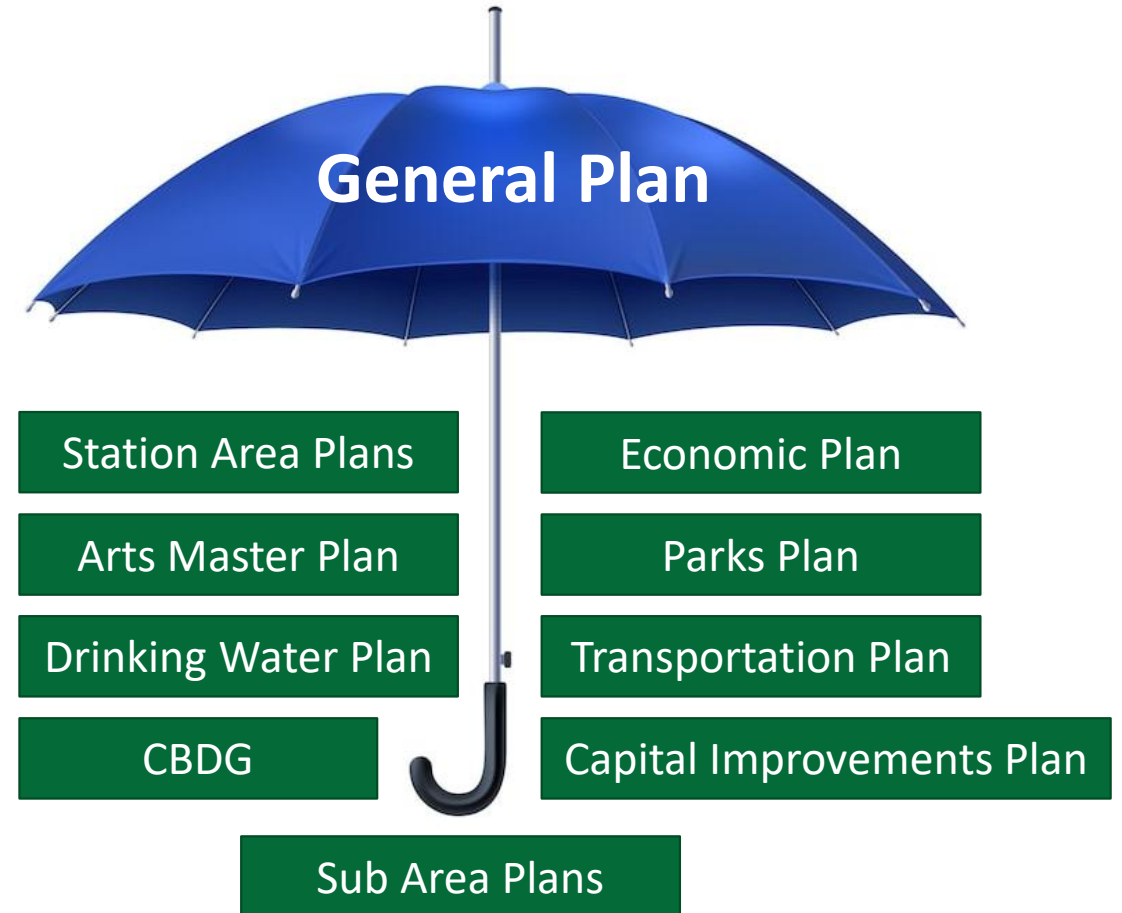 General Plan
Station Area Plans
Economic Plan
Arts Master Plan
Parks Plan
Drinking Water Plan
Transportation Plan
CBDG
Capital Improvements Plan
Sub Area Plans